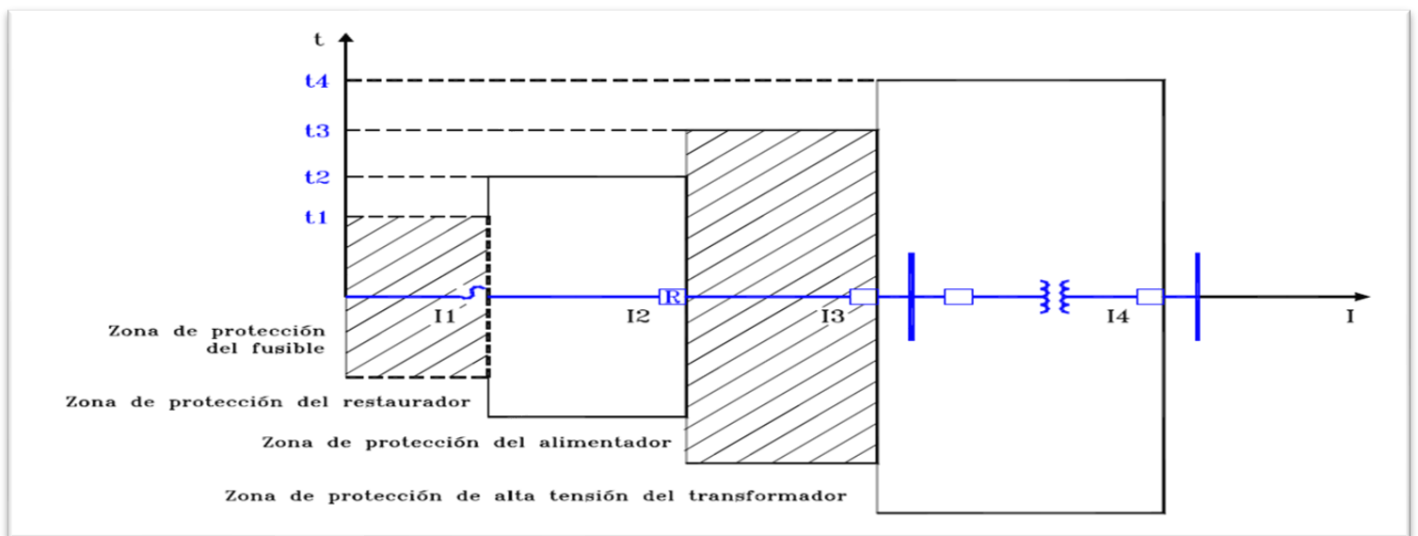 t
t4
t3
t2
t1
R
I1
I2
I3
I4
I
Zona de protección
del fusible
Zona de protección del restaurador
Zona de protección del alimentador
Zona de protección de alta tensión del transformador